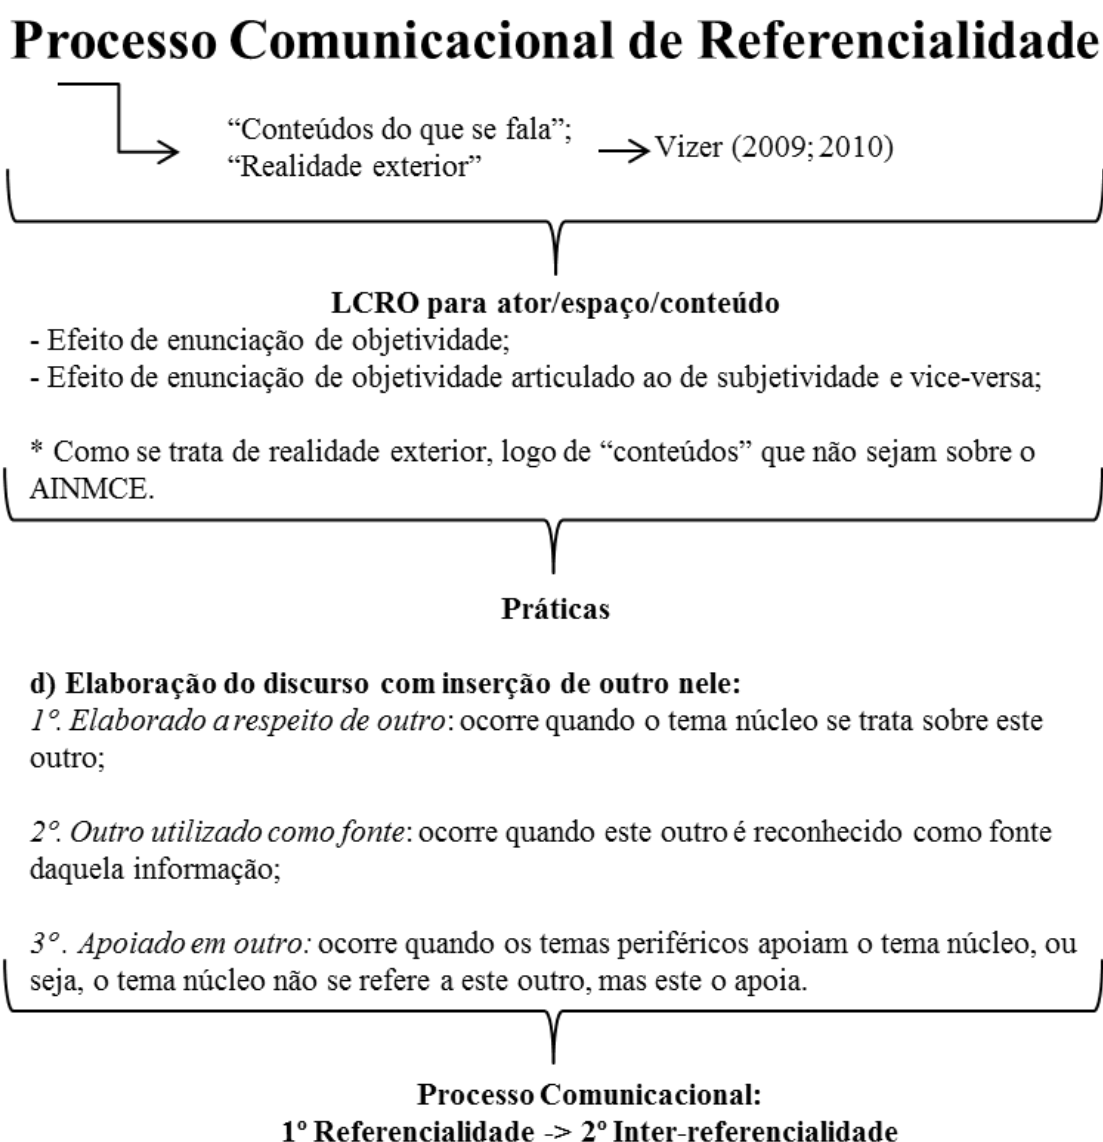 Processo Comunicacional de Referencialidade
“Conteúdos do que se fala”;
“Realidade exterior”
Vizer (2009; 2010)
LCRO para ator/espaço/conteúdo
- Efeito de enunciação de objetividade;
- Efeito de enunciação de objetividade articulado ao de subjetividade e vice-versa;
* Como se trata de realidade exterior, logo de “conteúdos” que não sejam sobre o
AINMCE.
Práticas
d) Elaboração do discurso com inserção de outro nele:
1º. Elaborado a respeito de outro: ocorre quando o tema núcleo se trata sobre este
outro;
2º. Outro utilizado como fonte: ocorre quando este outro é reconhecido como fonte
daquela informação;
3º. Apoiado em outro: ocorre quando os temas periféricos apoiam o tema núcleo, ou
seja, o tema núcleo não se refere a este outro, mas este o apoia.
Processo Comunicacional:
1º Referencialidade -> 2º Inter-referencialidade